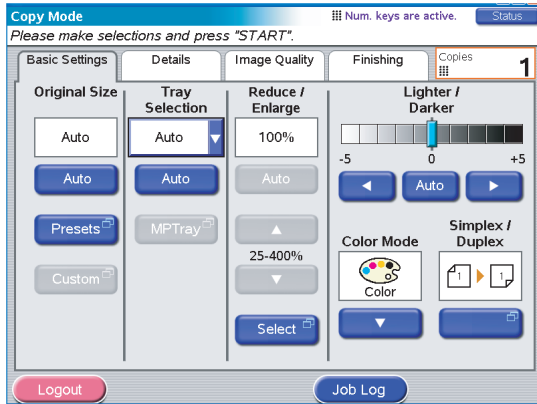 Copy Mode
Num. keys are active.
Status
Please make selections and press "START".
Basic Settings
Details
Image Quality
Finishing
Copies
1
Original Size
Auto
Auto
Presets
Custom
Tray
Selection
Auto
Auto
MPTray
Reduce /
Enlarge
100%
Auto
25-400%
Select
Lighter /
Darker
-5 0 +5
Auto
Color Mode
Color
Simplex /
Duplex
1 1
Logout
Job Log